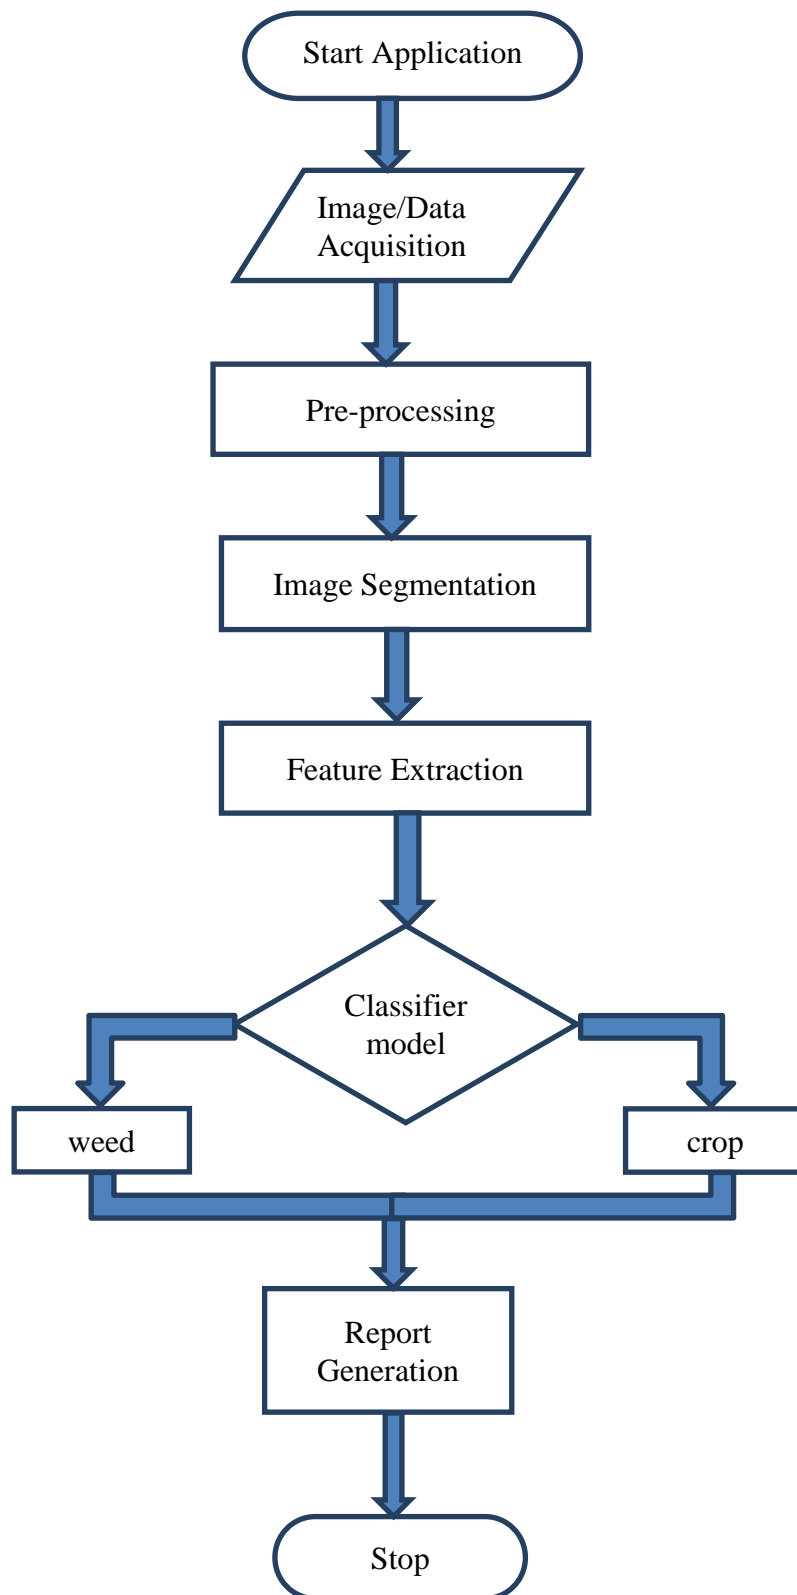 Start Application
Image/Data
Acquisition
Pre-processing
Image Segmentation
Feature Extraction
Classifier
model
weed
crop
Report
Generation
Stop